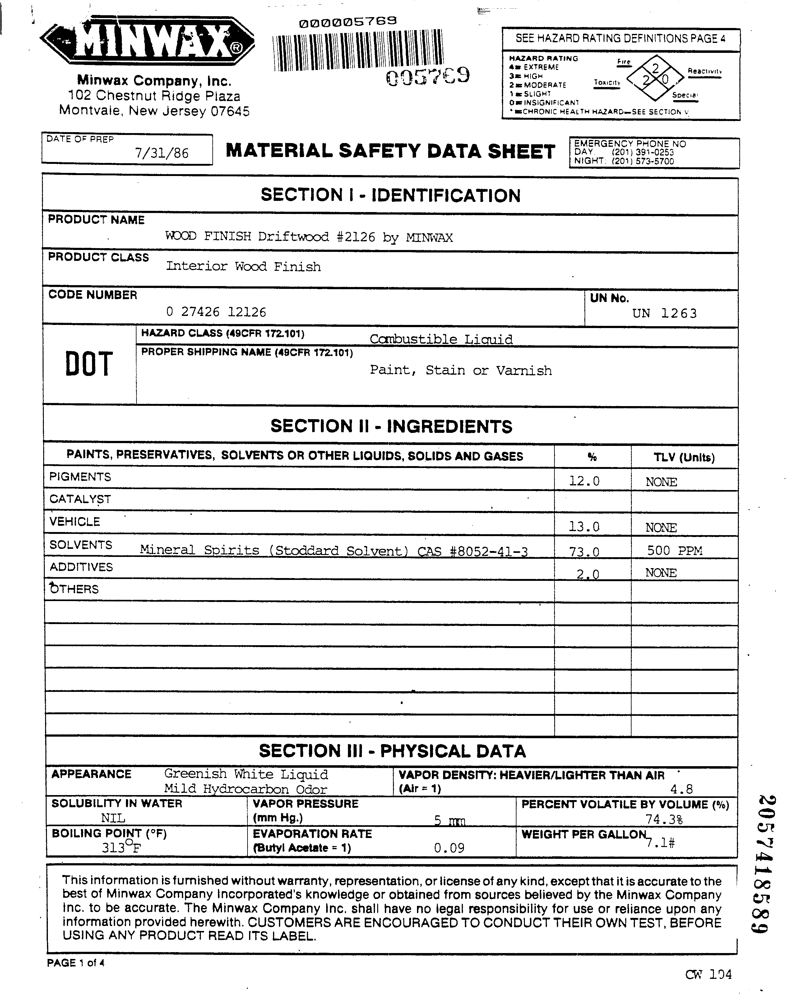 000005769
005769
MINWAX®
Minwax Company, Inc.
102 Chestnut Ridge Plaza
Montvale, New Jersey 07645
SEE HAZARD RATING DEFINITIONS PAGE 4
HAZARD RATING
4 = EXTREME
3 = HIGH
2 = MODERATE
1 = SLIGHT
0 = INSIGNIFICANT
* = CHRONIC HEALTH HAZARD—SEE SECTION V
Fire
Toxicity
Reactivity
Special
2
2 0
DATE OF PREP
7/31/86
MATERIAL SAFETY DATA SHEET
EMERGENCY PHONE NO
DAY: (201) 391-0253
NIGHT: (201) 573-5700
SECTION I - IDENTIFICATION
PRODUCT NAME
WOOD FINISH Driftwood #2126 by MINWAX
PRODUCT CLASS
Interior Wood Finish
CODE NUMBER
0 27426 12126
UN No.
UN 1263
DOT
HAZARD CLASS (49CFR 172.101)
Combustible Liquid
PROPER SHIPPING NAME (49CFR 172.101)
Paint, Stain or Varnish
SECTION II - INGREDIENTS
PAINTS, PRESERVATIVES, SOLVENTS OR OTHER LIQUIDS, SOLIDS AND GASES % TLV (Units)
PIGMENTS 12.0 NONE
CATALYST
VEHICLE 13.0 NONE
SOLVENTS Mineral Spirits (Stoddard Solvent) CAS #8052-41-3 73.0 500 PPM
ADDITIVES 2.0 NONE
OTHERS
SECTION III - PHYSICAL DATA
APPEARANCE Greenish White Liquid
Mild Hydrocarbon Odor
VAPOR DENSITY: HEAVIER/LIGHTER THAN AIR
(Air = 1) 4.8
SOLUBILITY IN WATER
NIL
VAPOR PRESSURE
(mm Hg.) 5 mm
PERCENT VOLATILE BY VOLUME (%)
74.3%
BOILING POINT (°F)
313°F
EVAPORATION RATE
(Butyl Acetate = 1) 0.09
WEIGHT PER GALLON
7.1#
This information is furnished without warranty, representation, or license of any kind, except that it is accurate to the
best of Minwax Company Incorporated's knowledge or obtained from sources believed by the Minwax Company
Inc. to be accurate. The Minwax Company Inc. shall have no legal responsibility for use or reliance upon any
information provided herewith. CUSTOMERS ARE ENCOURAGED TO CONDUCT THEIR OWN TEST, BEFORE
USING ANY PRODUCT READ ITS LABEL.
PAGE 1 of 4
CW 104
2057418589